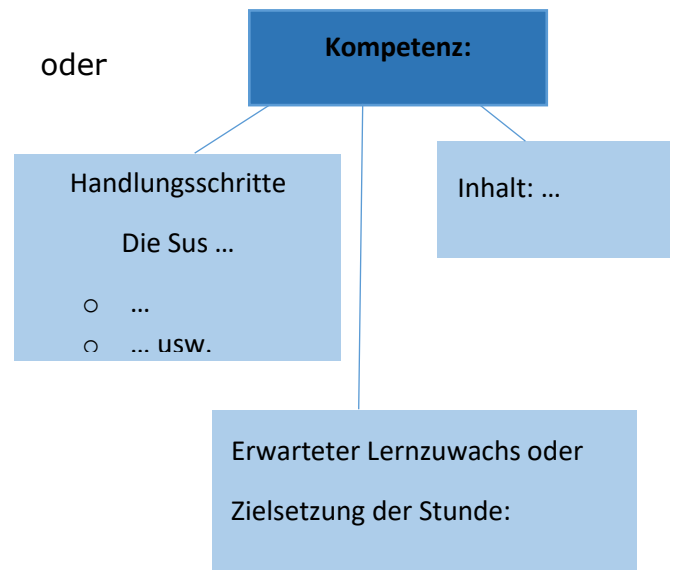 oder
Kompetenz:
Handlungsschritte
Die Sus …
o …
o … usw.
Inhalt: …
Erwarteter Lernzuwachs oder
Zielsetzung der Stunde: